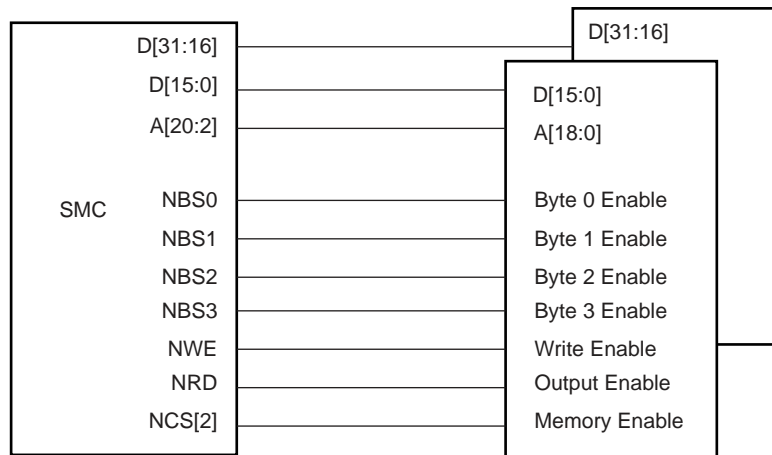 D[31:16] D[31:16]
D[15:0] D[15:0]
A[20:2] A[18:0]
SMC
NBS0 Byte 0 Enable
NBS1 Byte 1 Enable
NBS2 Byte 2 Enable
NBS3 Byte 3 Enable
NWE Write Enable
NRD Output Enable
NCS[2] Memory Enable